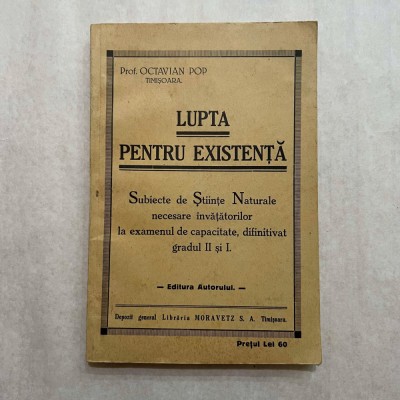 Prof. OCTAVIAN POP
TIMIȘOARA.
LUPTA
PENTRU EXISTENȚĂ
Subiecte de Științe Naturale
necesare învățătorilor
la examenul de capacitate, difinitivat
gradul II și I.
— Editura Autorului. —
Depozit general Librăria MORAVETZ S. A. Timișoara.
Prețul Lei 60